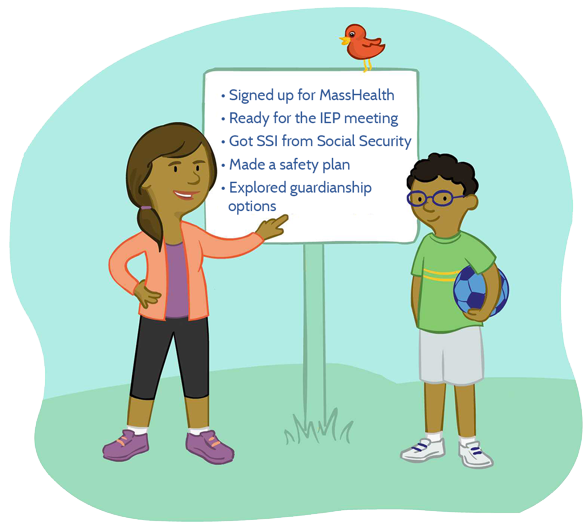 • Signed up for MassHealth
• Ready for the IEP meeting
• Got SSI from Social Security
• Made a safety plan
• Explored guardianship
options